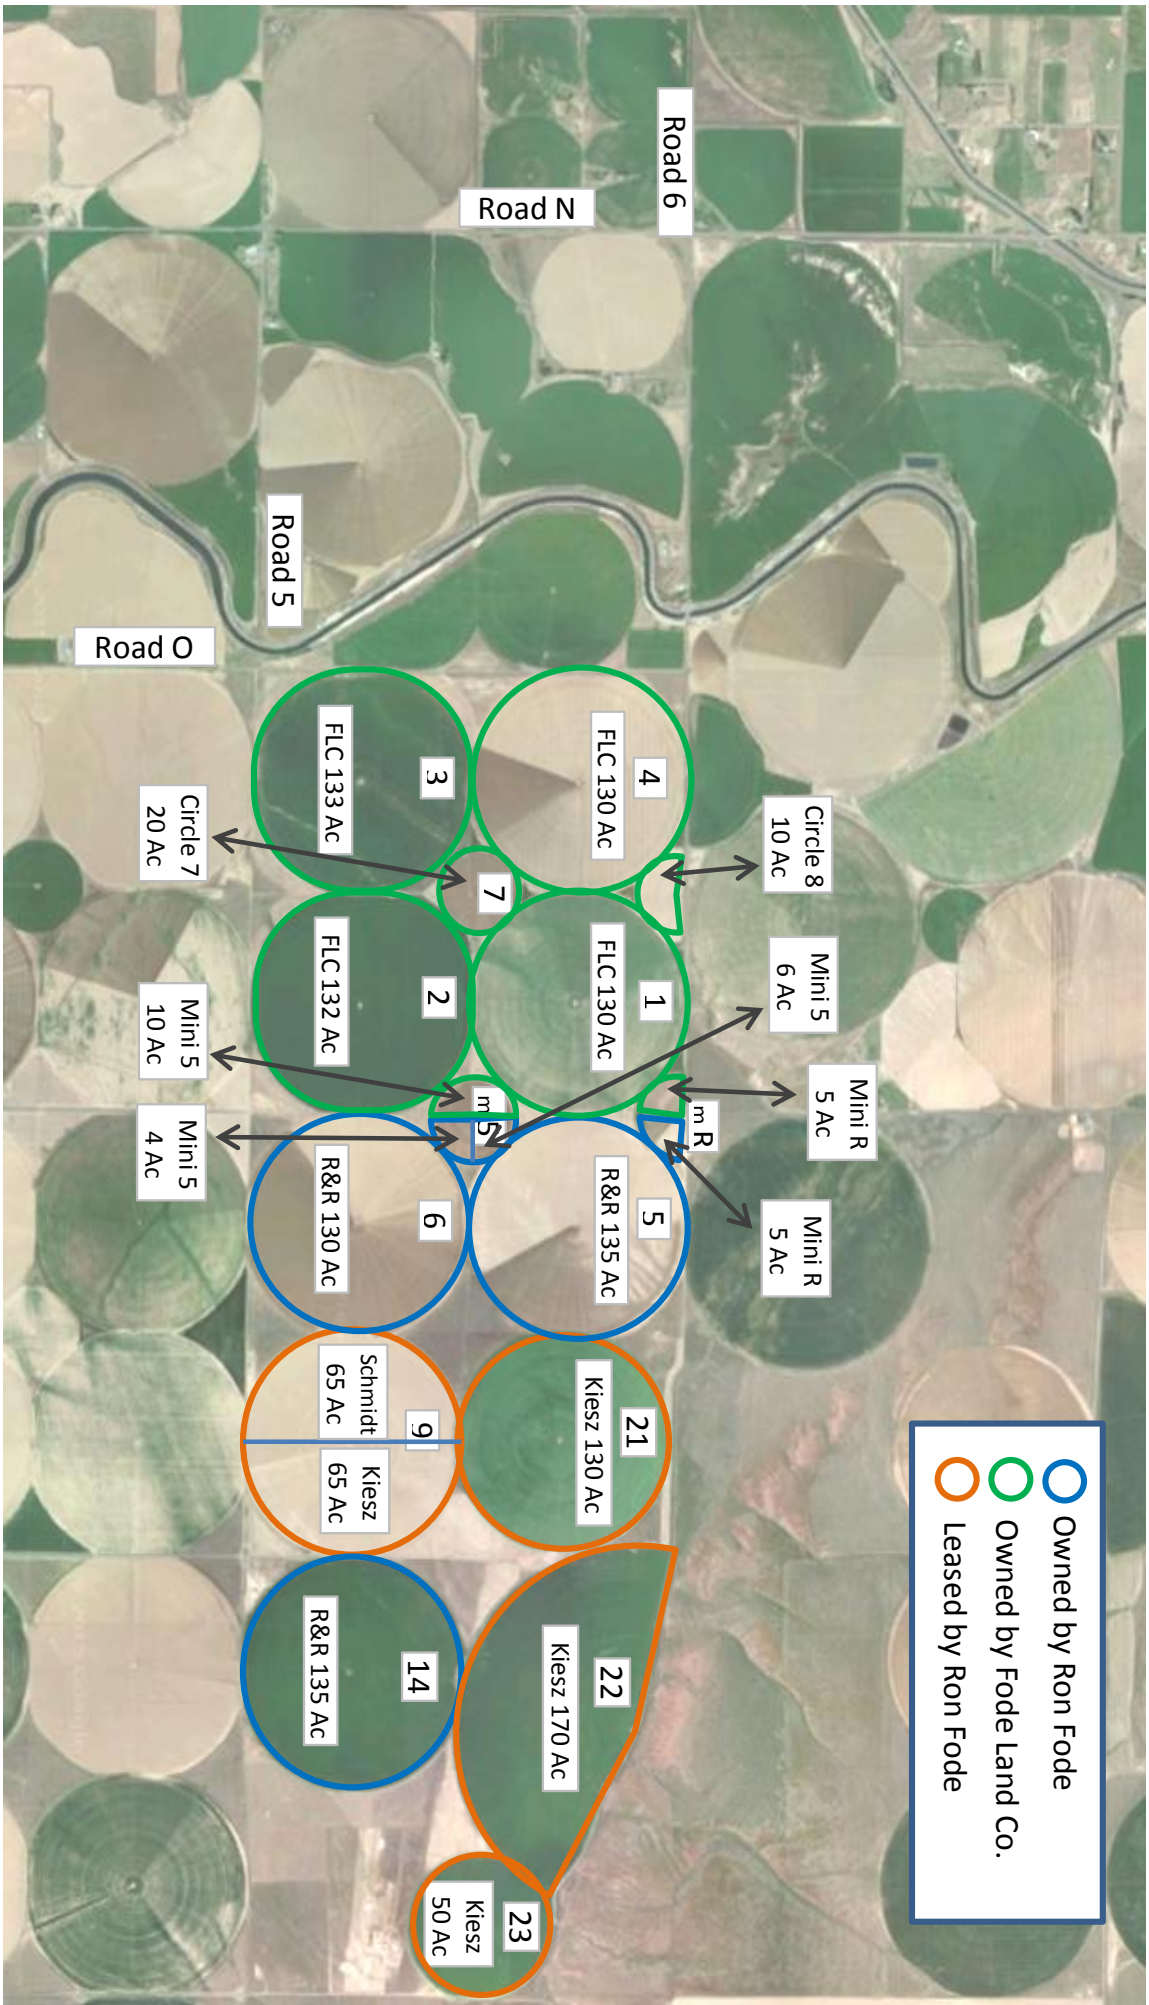 Road 6
Road N
Road 5
Road O
Owned by Ron Fode
Owned by Fode Land Co.
Leased by Ron Fode
4
FLC 130 Ac
3
FLC 133 Ac
Circle 8
10 Ac
7
Circle 7
20 Ac
1
FLC 130 Ac
2
FLC 132 Ac
Mini 5
6 Ac
Mini R
5 Ac
m R
Mini R
5 Ac
m5
Mini 5
10 Ac
Mini 5
4 Ac
5
R&R 135 Ac
6
R&R 130 Ac
21
Kiesz 130 Ac
9
Schmidt
65 Ac
Kiesz
65 Ac
22
Kiesz 170 Ac
14
R&R 135 Ac
23
Kiesz
50 Ac